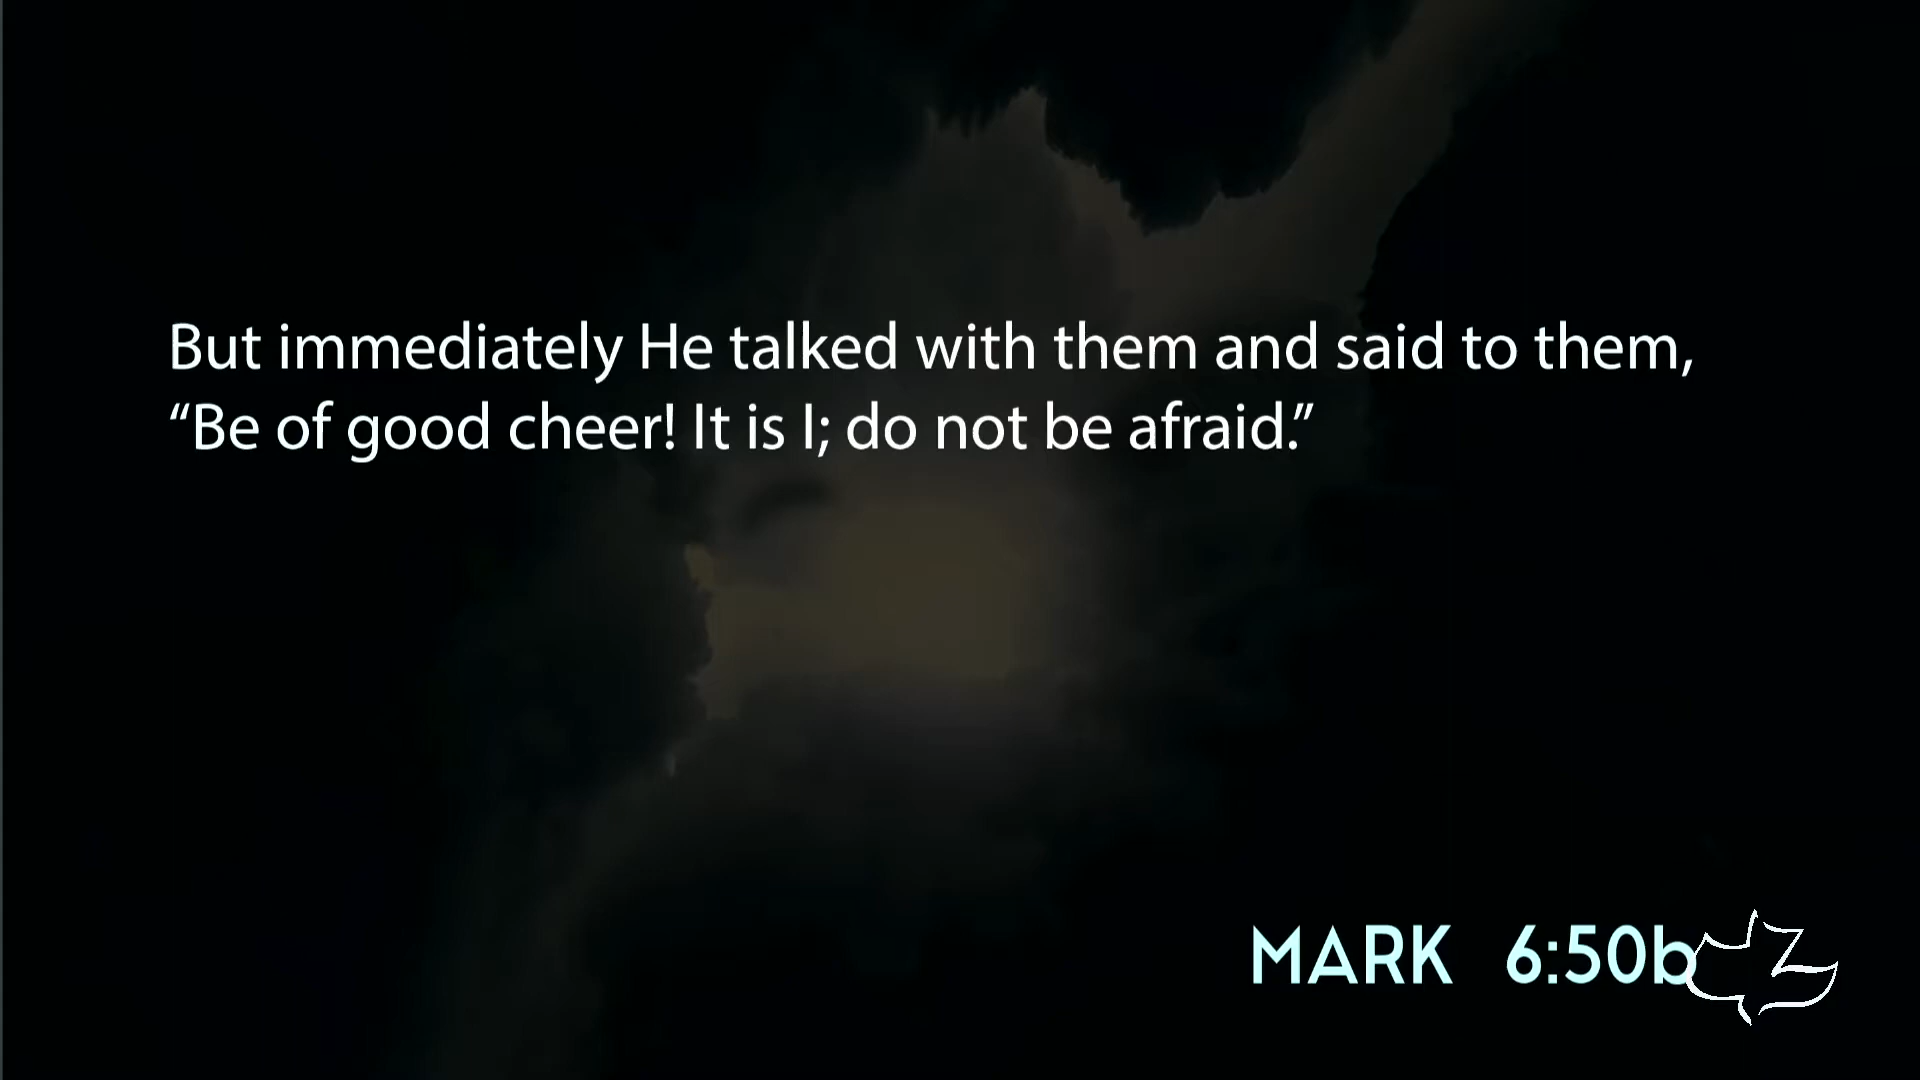 But immediately He talked with them and said to them,
“Be of good cheer! It is I; do not be afraid.”
MARK 6:50b
Z